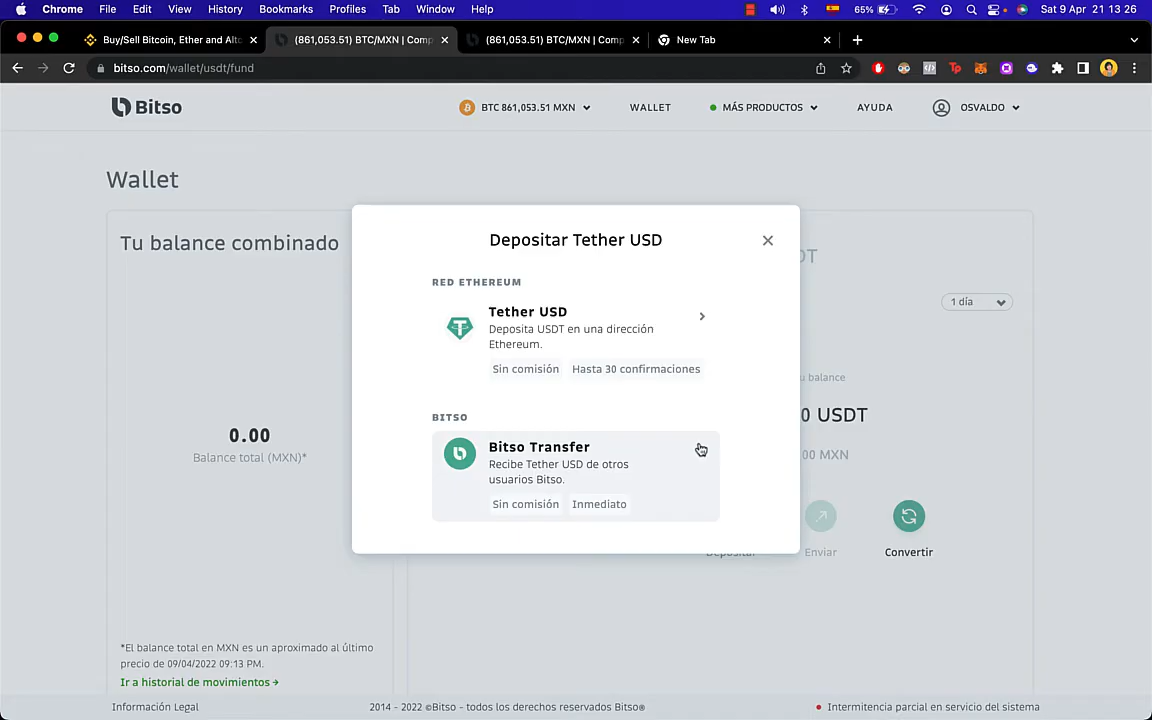 Chrome File Edit View History Bookmarks Profiles Tab Window Help 65% Sat 9 Apr 21 13 26
Buy/Sell Bitcoin, Ether and Alto (861,053.51) BTC/MXN | Comp (861,053.51) BTC/MXN | Comp New Tab
bitso.com/wallet/usdt/fund
Bitso BTC 861,053.51 MXN WALLET MÁS PRODUCTOS AYUDA OSVALDO
Wallet
Tu balance combinado
Depositar Tether USD
RED ETHEREUM
Tether USD
Deposita USDT en una dirección
Ethereum.
Sin comisión Hasta 30 confirmaciones
BITSO
Bitso Transfer
Recibe Tether USD de otros
usuarios Bitso.
Sin comisión Inmediato
1 día
u balance
0 USDT
00 MXN
Depositar Enviar Convertir
0.00
Balance total (MXN)*
*El balance total en MXN es un aproximado al último
precio de 09/04/2022 09:13 PM.
Ir a historial de movimientos →
Información Legal 2014 - 2022 ©Bitso - todos los derechos reservados Bitso® Intermitencia parcial en servicio del sistema